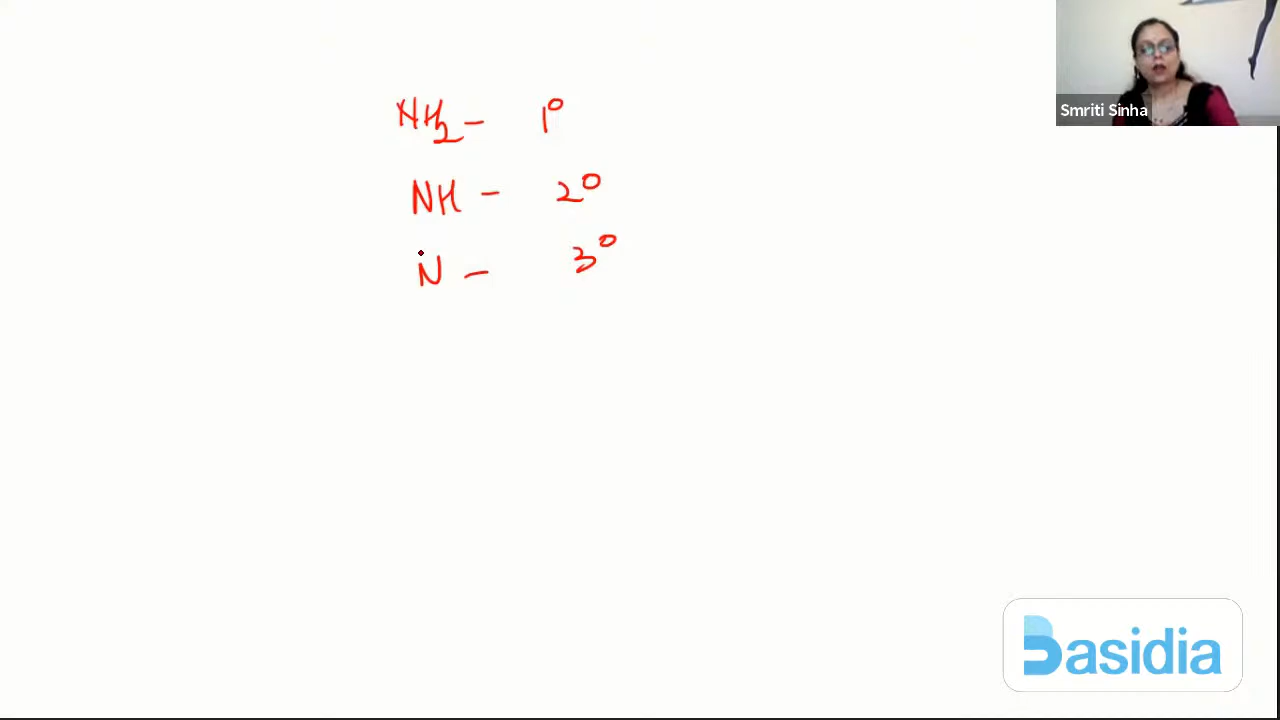 NH2 - 1°
NH - 2°
N - 3°
Smriti Sinha
Basidia